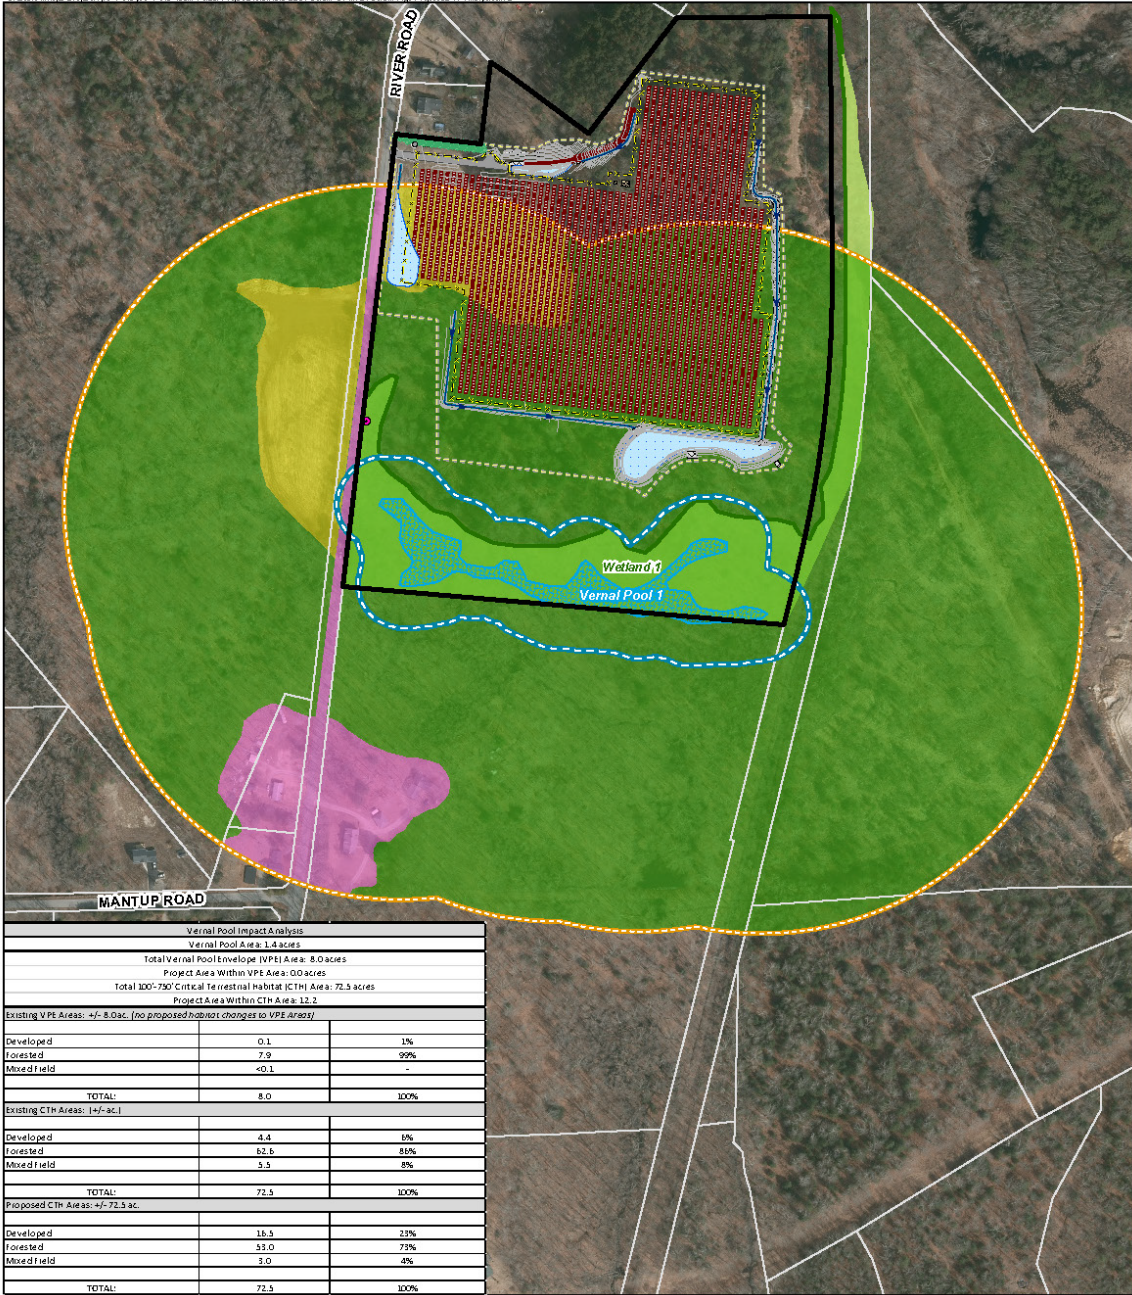 RIVER ROAD
Wetland 1
Vernal Pool 1
MANTUP ROAD
Vernal Pool Impact Analysis
Vernal Pool Area: 1.4 acres
Total Vernal Pool Envelope (VPE) Area: 8.0 acres
Project Area Within VPE Area: 0.0 acres
Total 100'-750' Critical Terrestrial Habitat (CTH) Area: 72.5 acres
Project Area Within CTH Area: 12.2
Existing VPE Areas: +/- 8.0 ac. (no proposed habitat changes to VPE Areas)
Developed 0.1 1%
Forested 7.9 99%
Mixed Field <0.1 -
TOTAL: 8.0 100%
Existing CTH Areas: (+/- ac.)
Developed 4.4 6%
Forested 62.6 86%
Mixed Field 5.5 8%
TOTAL: 72.5 100%
Proposed CTH Areas: +/- 72.5 ac.
Developed 16.5 23%
Forested 53.0 73%
Mixed Field 3.0 4%
TOTAL: 72.5 100%